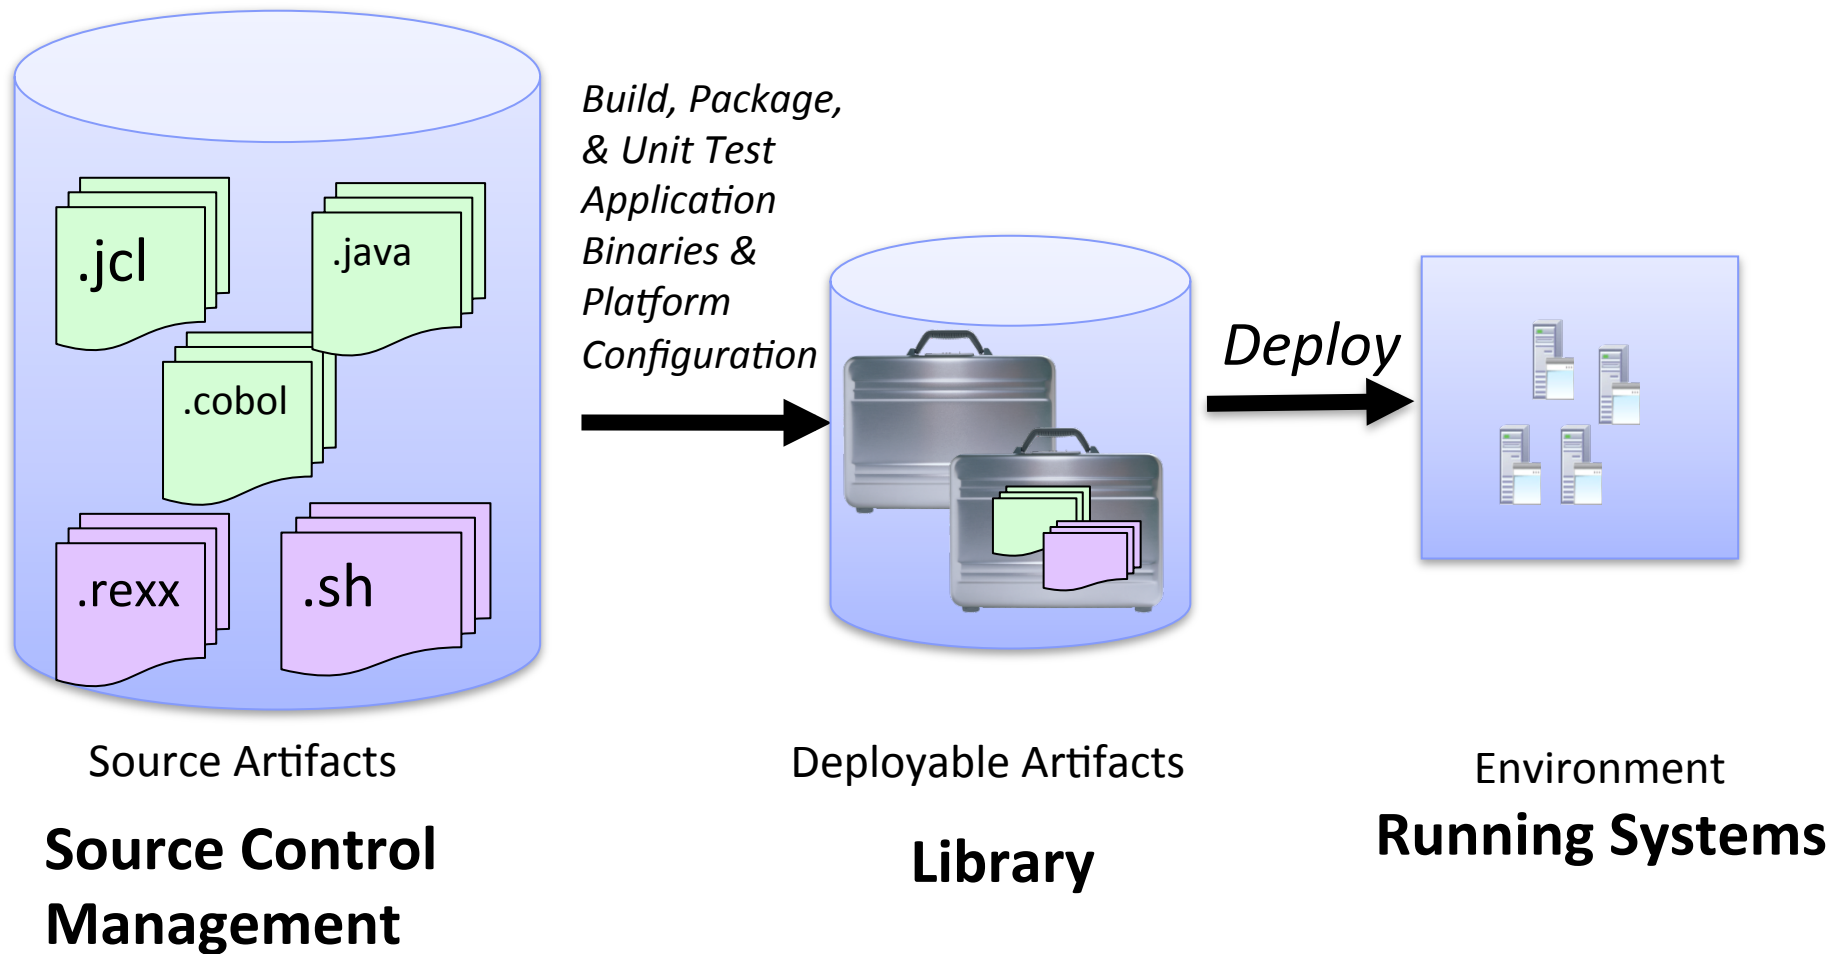 .jcl
.java
.cobol
.rexx
.sh
Source Artifacts
Source Control
Management
Build, Package,
& Unit Test
Application
Binaries &
Platform
Configuration
Deployable Artifacts
Library
Deploy
Environment
Running Systems